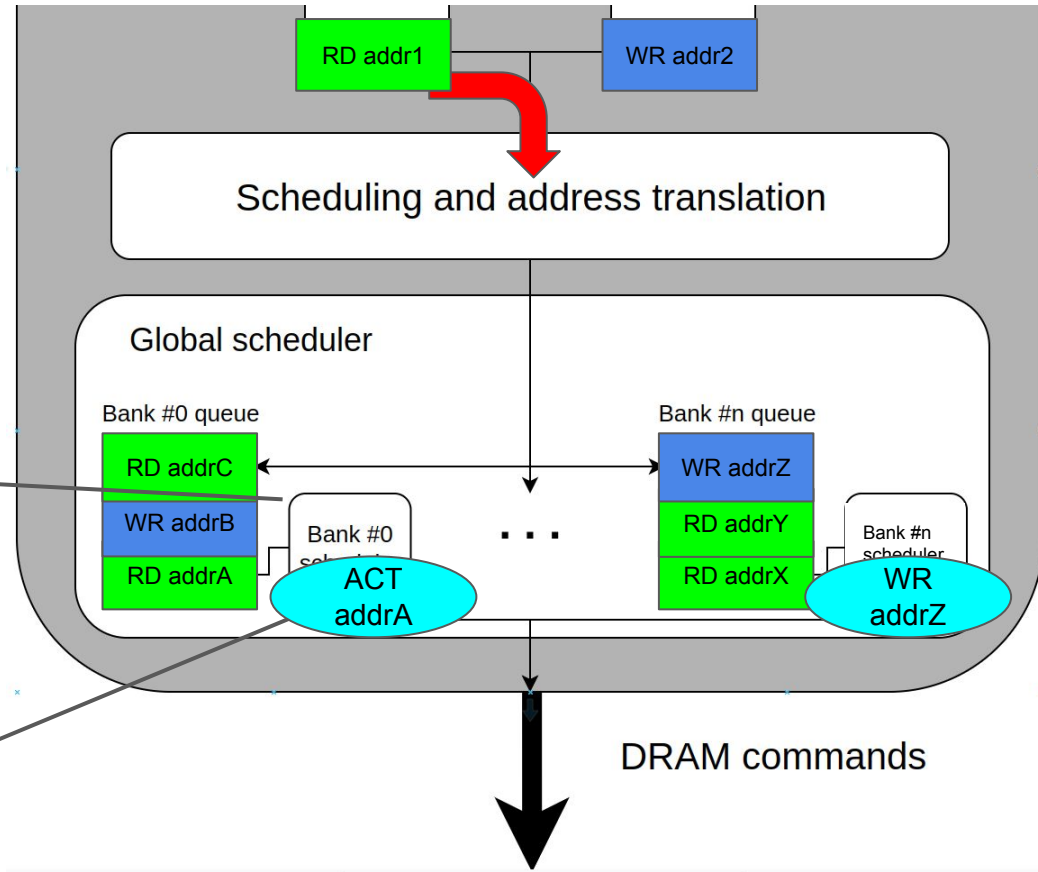 RD addr1
WR addr2
Scheduling and address translation
Global scheduler
Bank #0 queue
Bank #n queue
RD addrC
WR addrB
RD addrA
Bank #0
ACT
addrA
. . .
WR addrZ
RD addrY
RD addrX
Bank #n
scheduler
WR
addrZ
DRAM commands